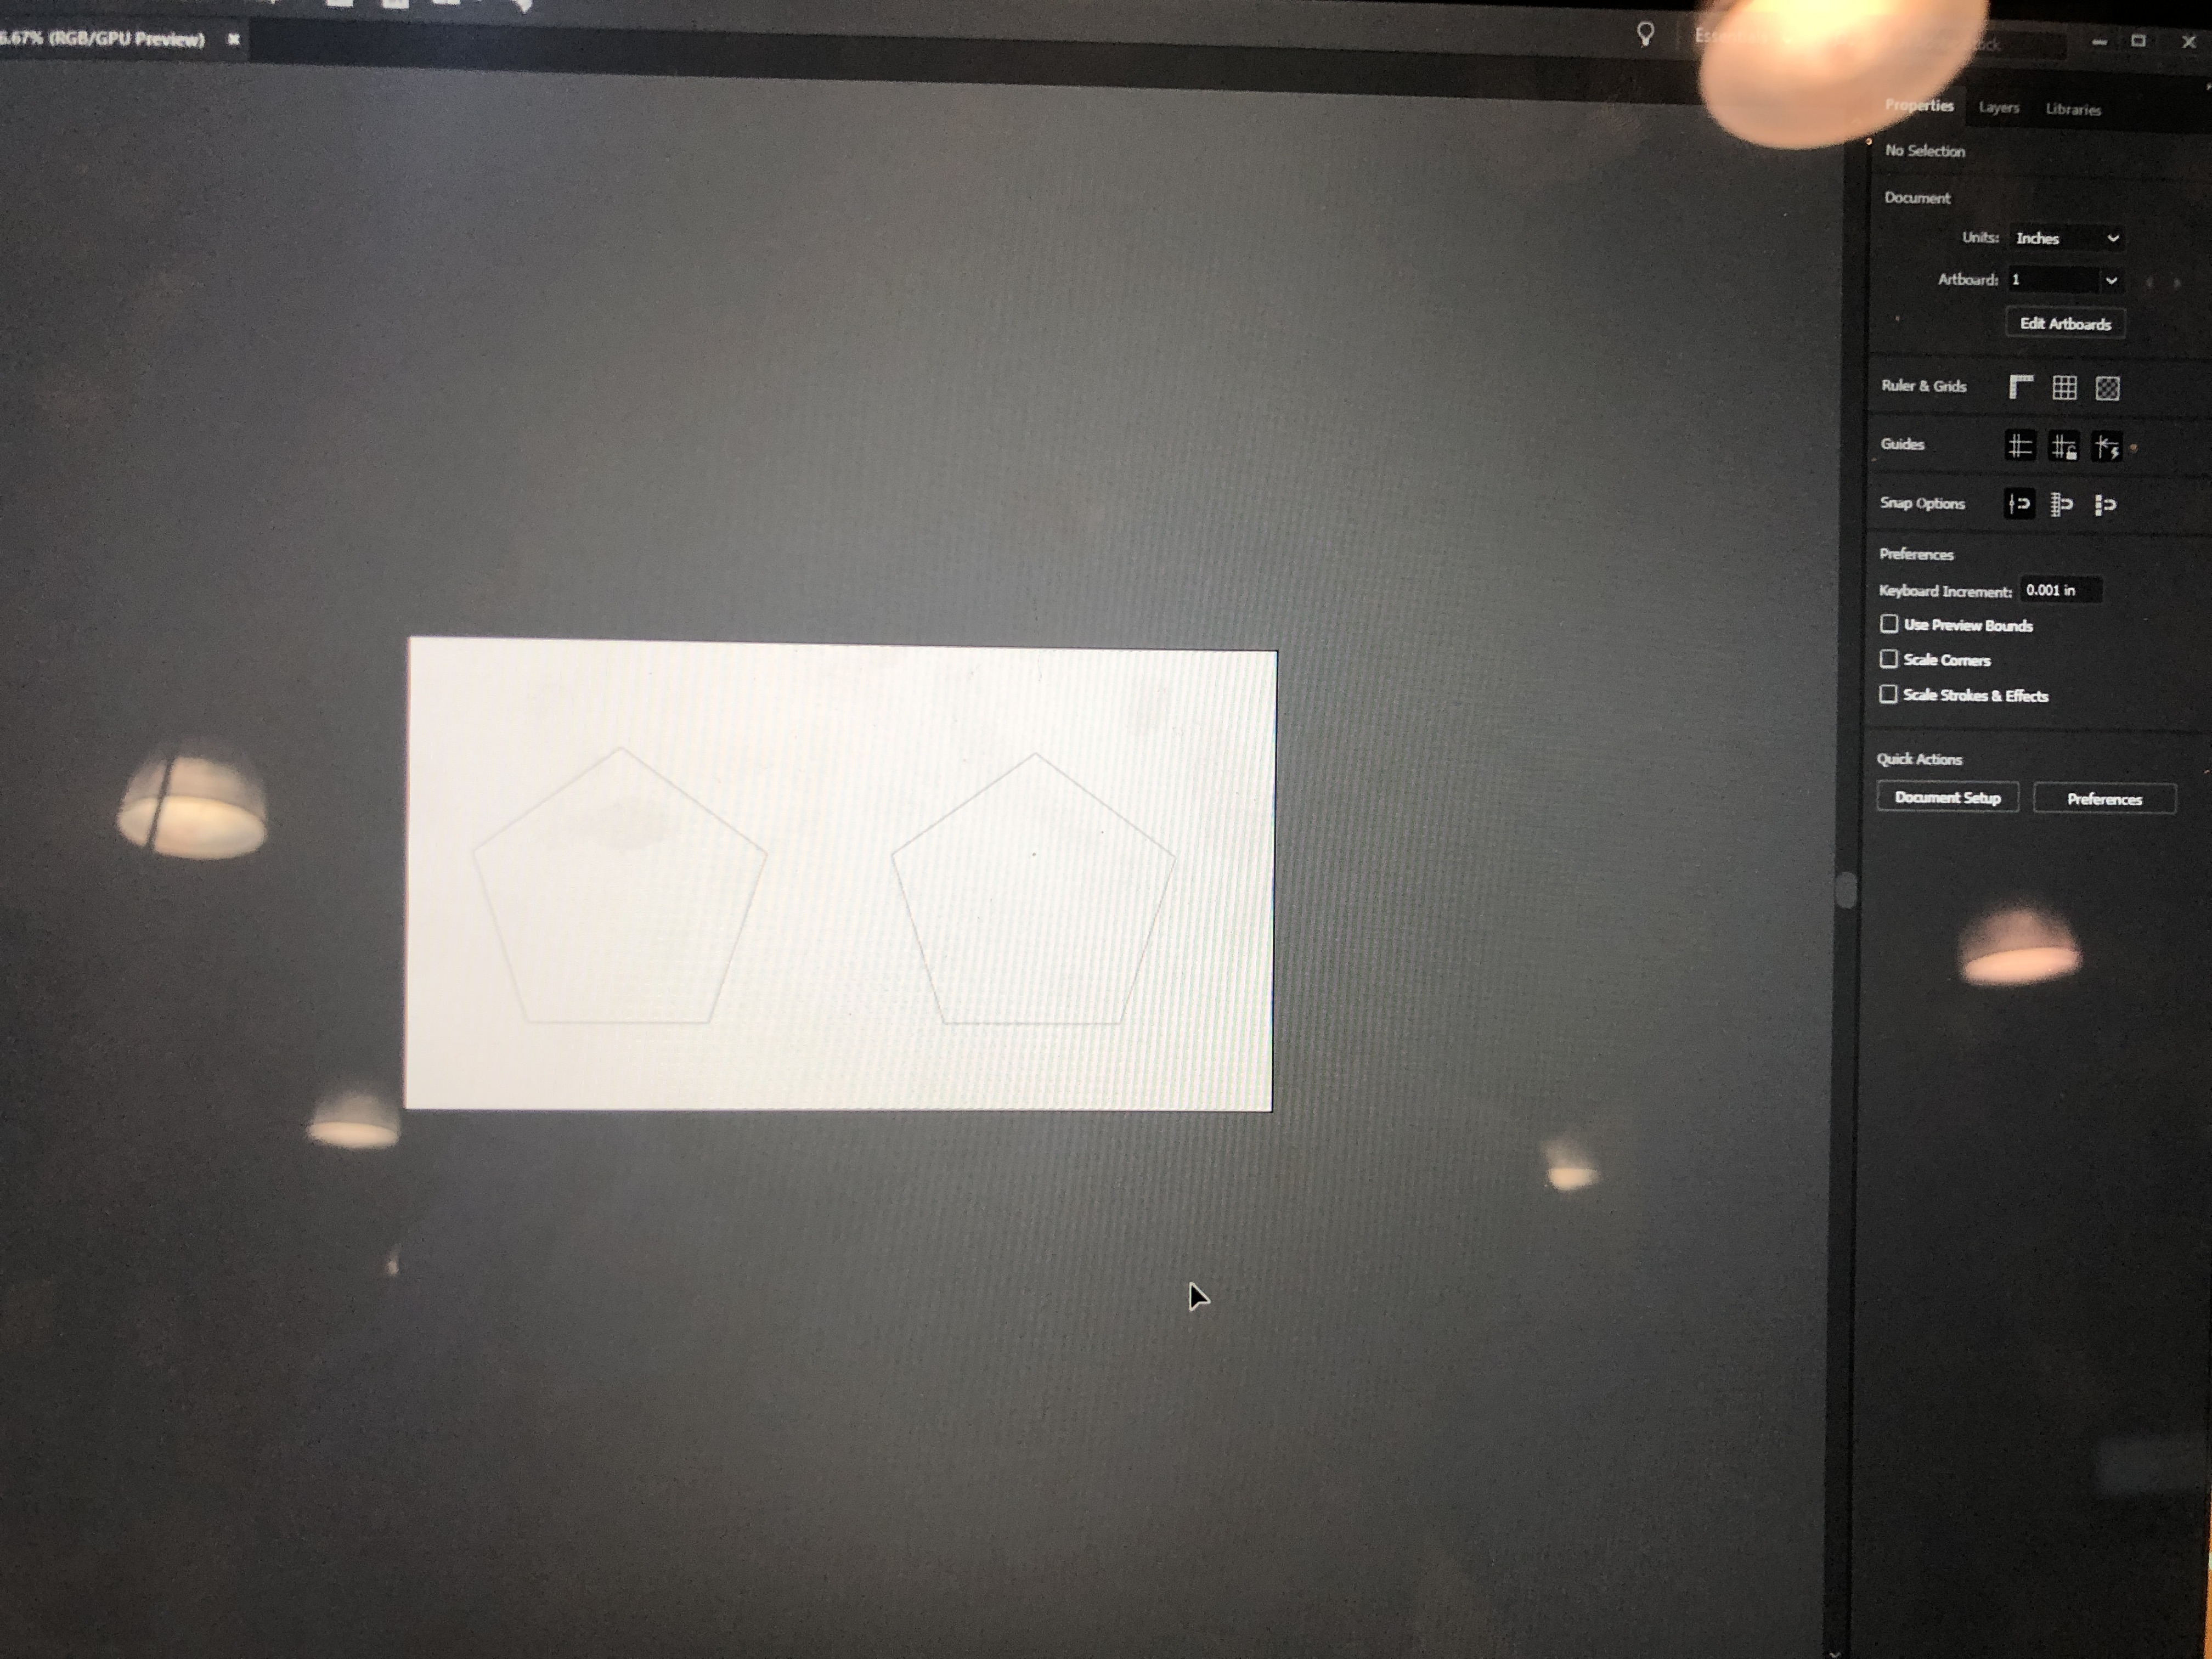 6.67% (RGB/GPU Preview)
Properties Layers Libraries
No Selection
Document
Units: Inches
Artboard: 1
Edit Artboards
Ruler & Grids
Guides
Snap Options
Preferences
Keyboard Increment: 0.001 in
Use Preview Bounds
Scale Corners
Scale Strokes & Effects
Quick Actions
Document Setup Preferences